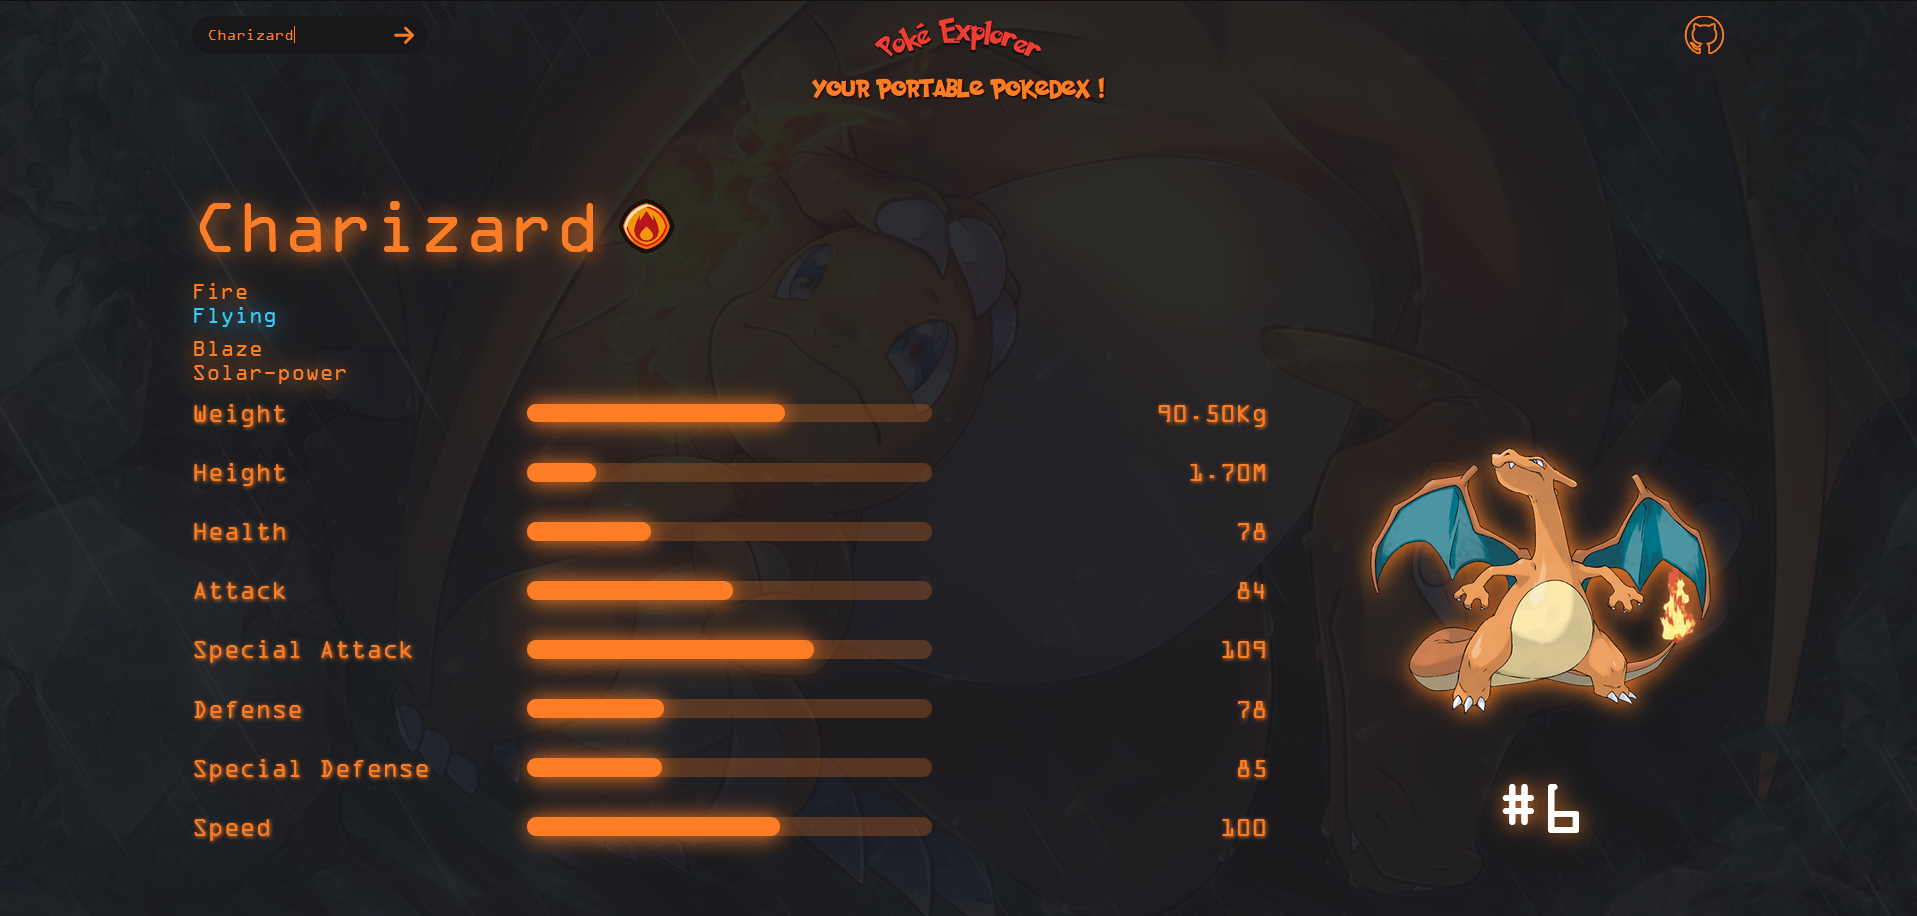 Charizard
Poké Explorer
YOUR PORTABLE POKEDEX !
Charizard
Fire
Flying
Blaze
Solar-power
Weight 90.50Kg
Height 1.70M
Health 78
Attack 84
Special Attack 109
Defense 78
Special Defense 85
Speed 100
#6